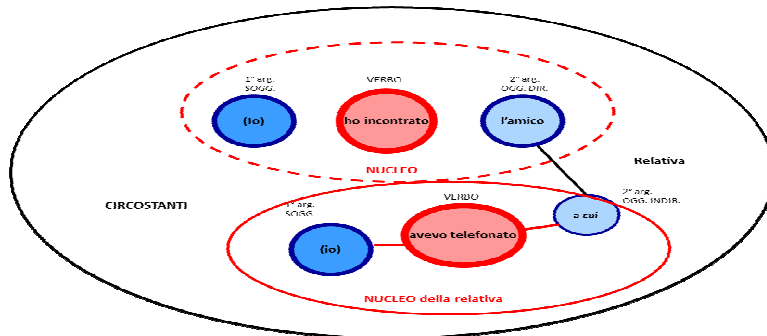 1° arg.
SOGG.
VERBO
2° arg.
OGG. DIR.
(Io)
ho incontrato
l'amico
NUCLEO
Relativa
CIRCOSTANTI
1° arg.
SOGG.
VERBO
2° arg.
OGG. INDIR.
a cui
(io)
avevo telefonato
NUCLEO della relativa